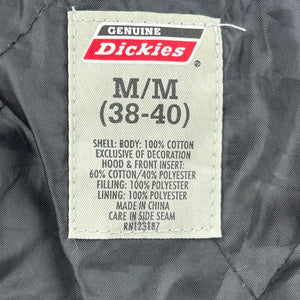 GENUINE
Dickies
®
M/M
(38-40)
SHELL: BODY: 100% COTTON
EXCLUSIVE OF DECORATION
HOOD & FRONT INSERT:
60% COTTON/40% POLYESTER
FILLING: 100% POLYESTER
LINING: 100% POLYESTER
MADE IN CHINA
CARE IN SIDE SEAM
RN123187